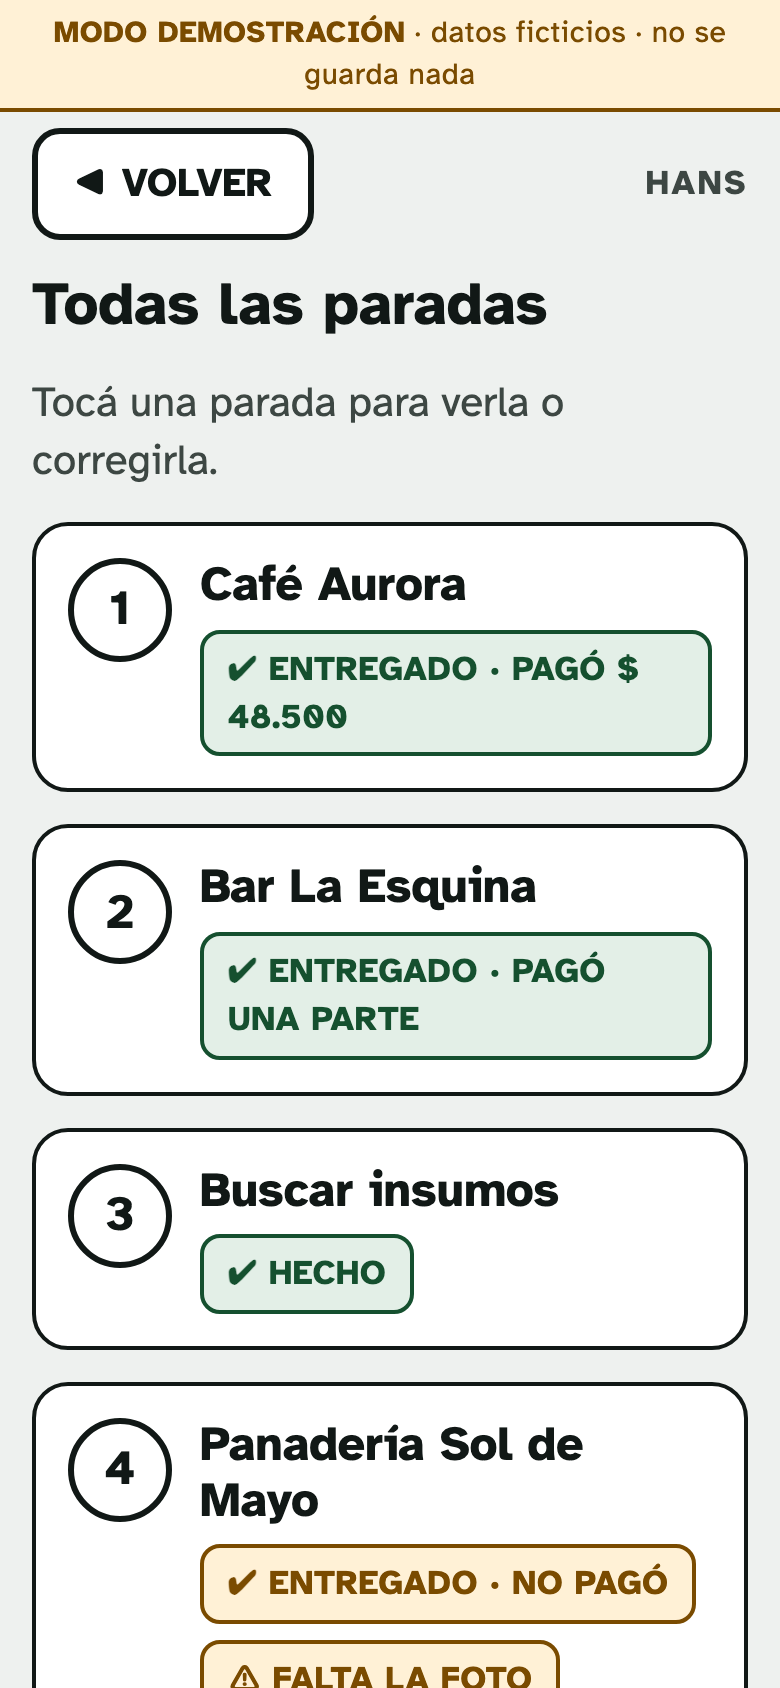 MODO DEMOSTRACIÓN · datos ficticios · no se
guarda nada
◀ VOLVER
HANS
Todas las paradas
Tocá una parada para verla o
corregirla.
1
Café Aurora
✔ ENTREGADO · PAGÓ $
48.500
2
Bar La Esquina
✔ ENTREGADO · PAGÓ
UNA PARTE
3
Buscar insumos
✔ HECHO
4
Panadería Sol de
Mayo
✔ ENTREGADO · NO PAGÓ
⚠ FALTA LA FOTO